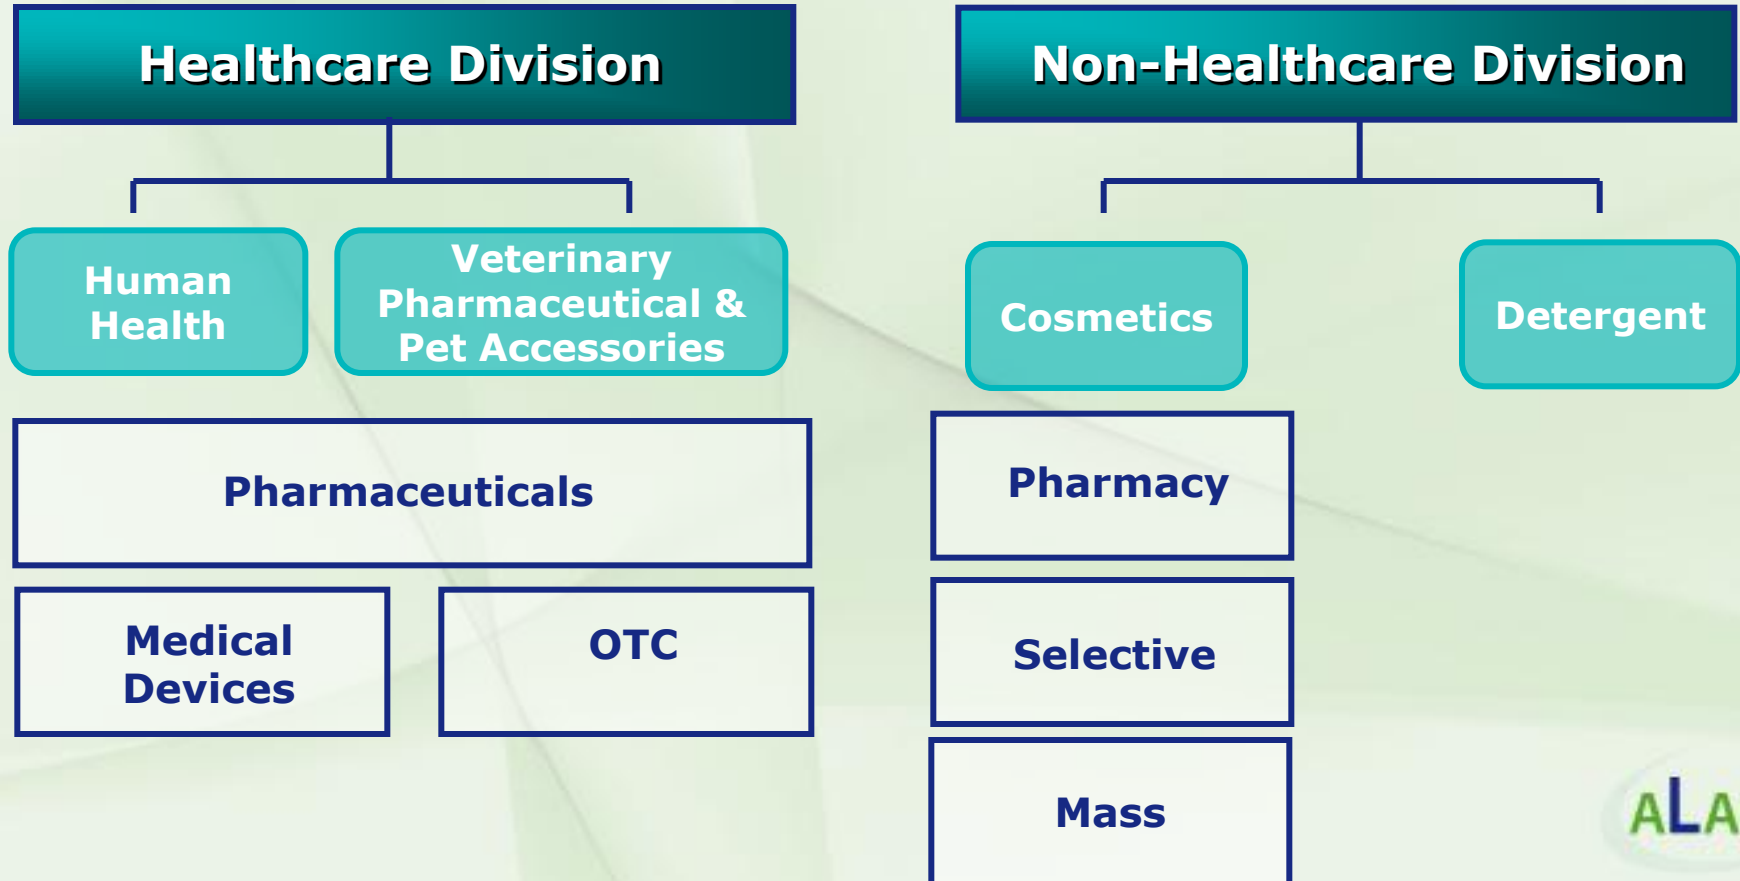 Healthcare Division
Non-Healthcare Division
Human
Health
Veterinary
Pharmaceutical &
Pet Accessories
Cosmetics
Detergent
Pharmaceuticals
Pharmacy
Medical
Devices
OTC
Selective
Mass